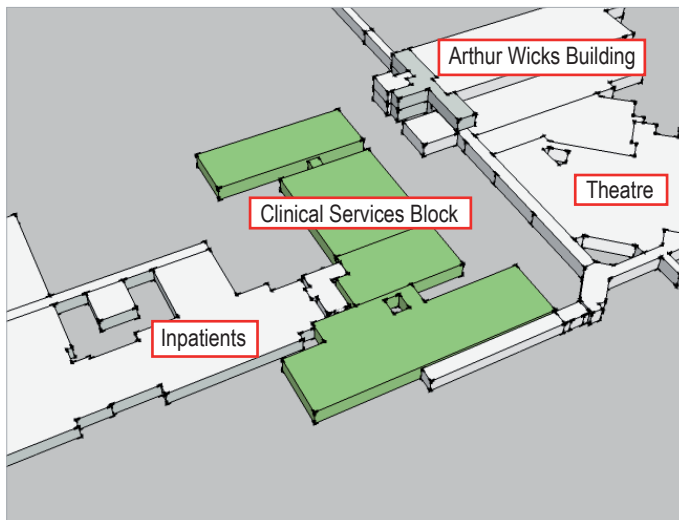 Arthur Wicks Building
Theatre
Clinical Services Block
Inpatients